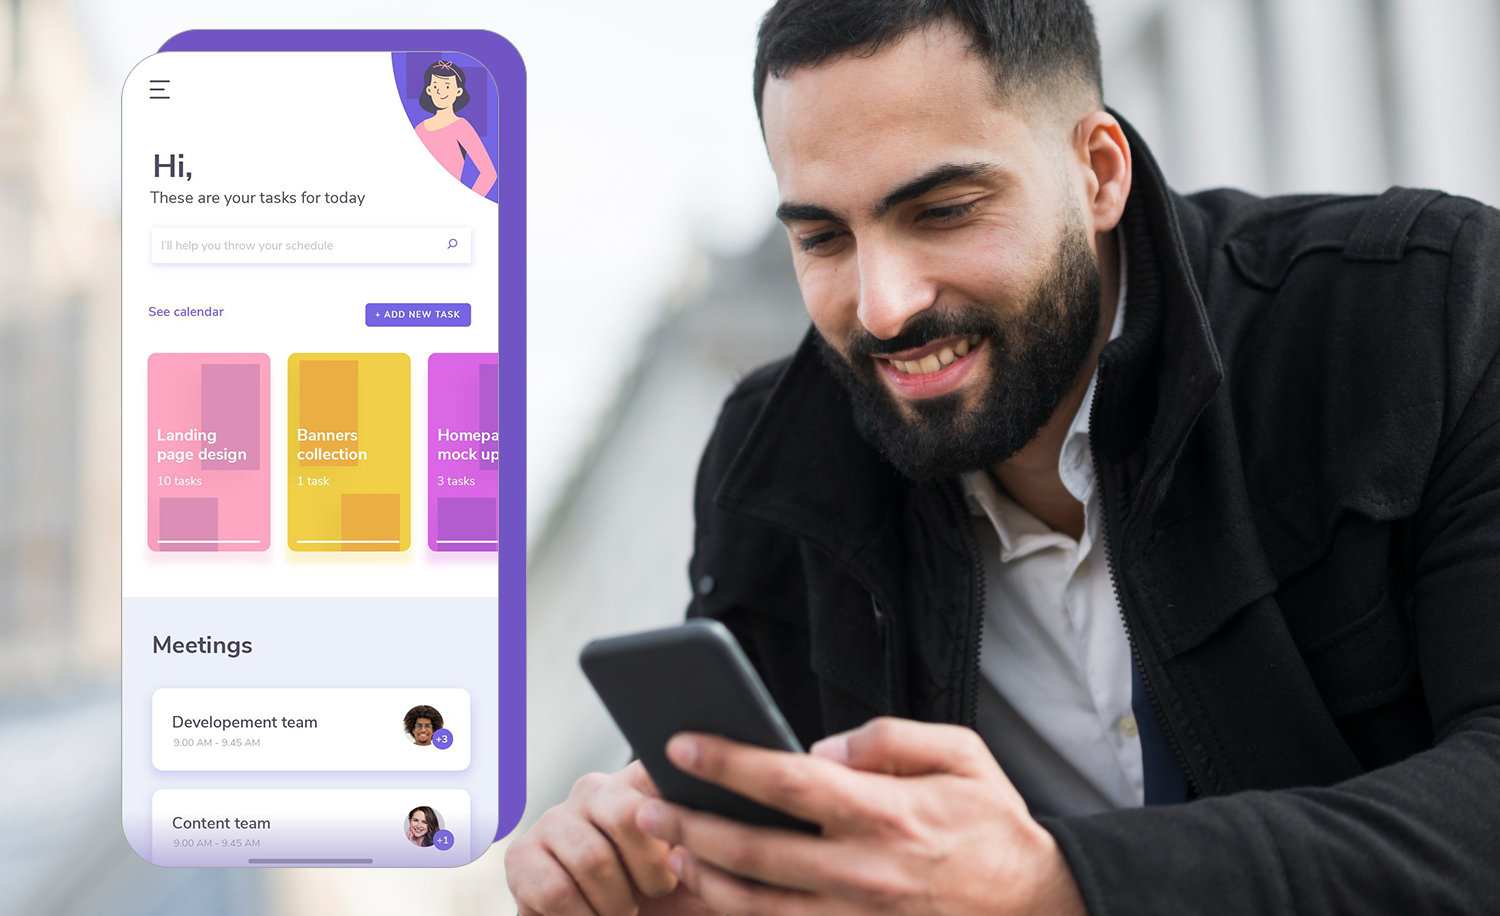 Hi,
These are your tasks for today
I'll help you throw your schedule
See calendar
+ ADD NEW TASK
Landing
page design
10 tasks
Banners
collection
1 task
Homepa
mock up
3 tasks
Meetings
Developement team
9.00 AM - 9.45 AM
+3
Content team
9.00 AM - 9.45 AM
+1